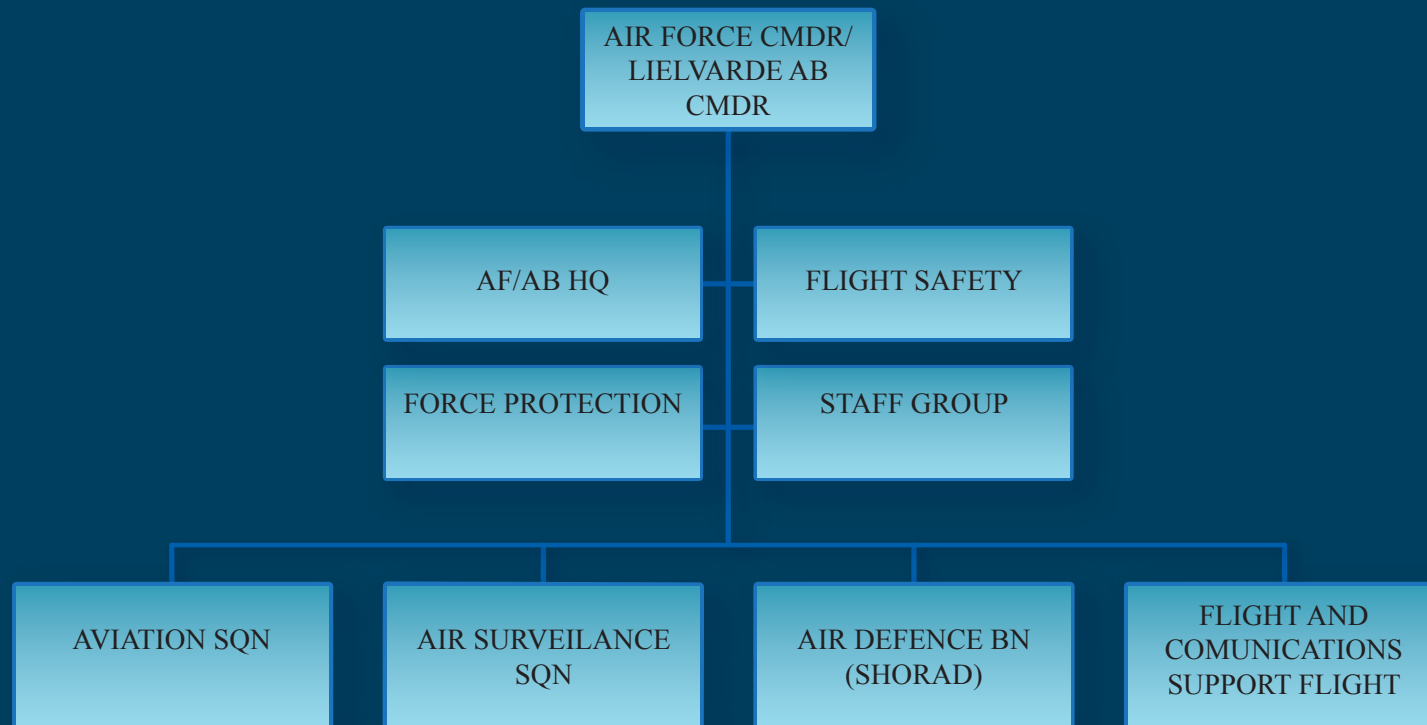 AIR FORCE CMDR/
LIELVARDE AB
CMDR
AF/AB HQ
FLIGHT SAFETY
FORCE PROTECTION
STAFF GROUP
AVIATION SQN
AIR SURVEILANCE
SQN
AIR DEFENCE BN
(SHORAD)
FLIGHT AND
COMUNICATIONS
SUPPORT FLIGHT